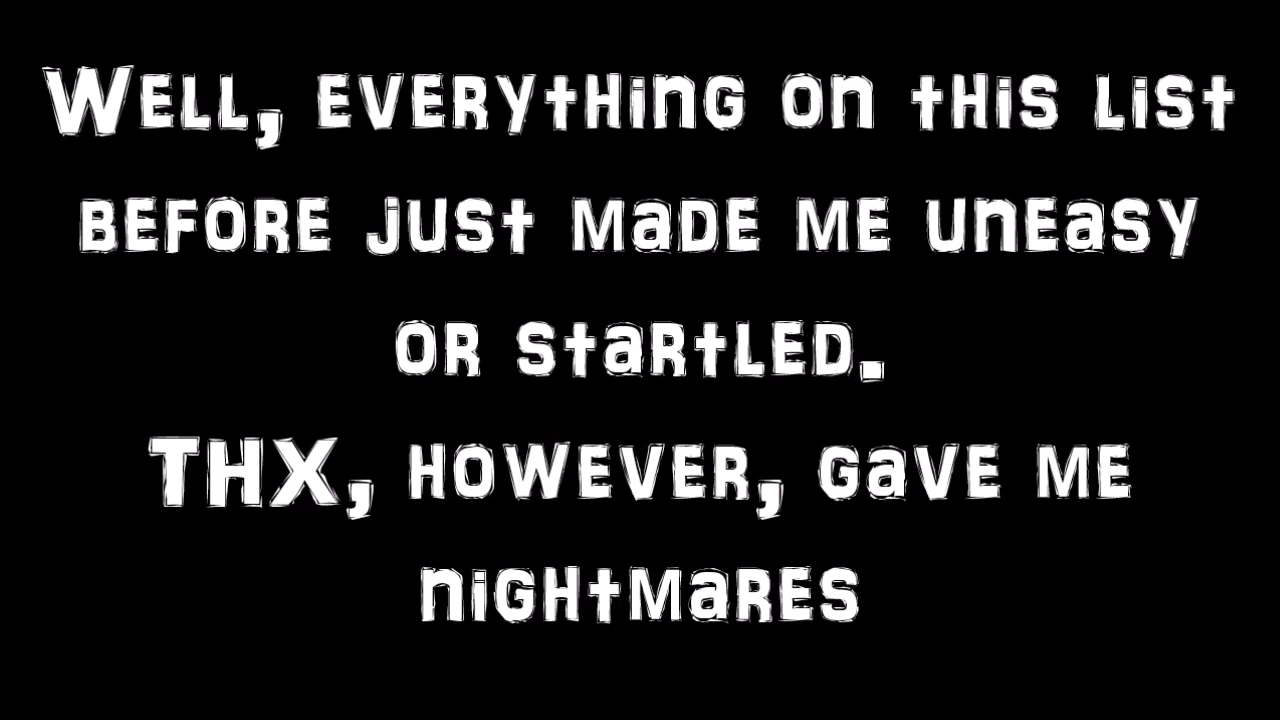 Well, everything on this list
before just made me uneasy
or startled.
THX, however, gave me
nightmares